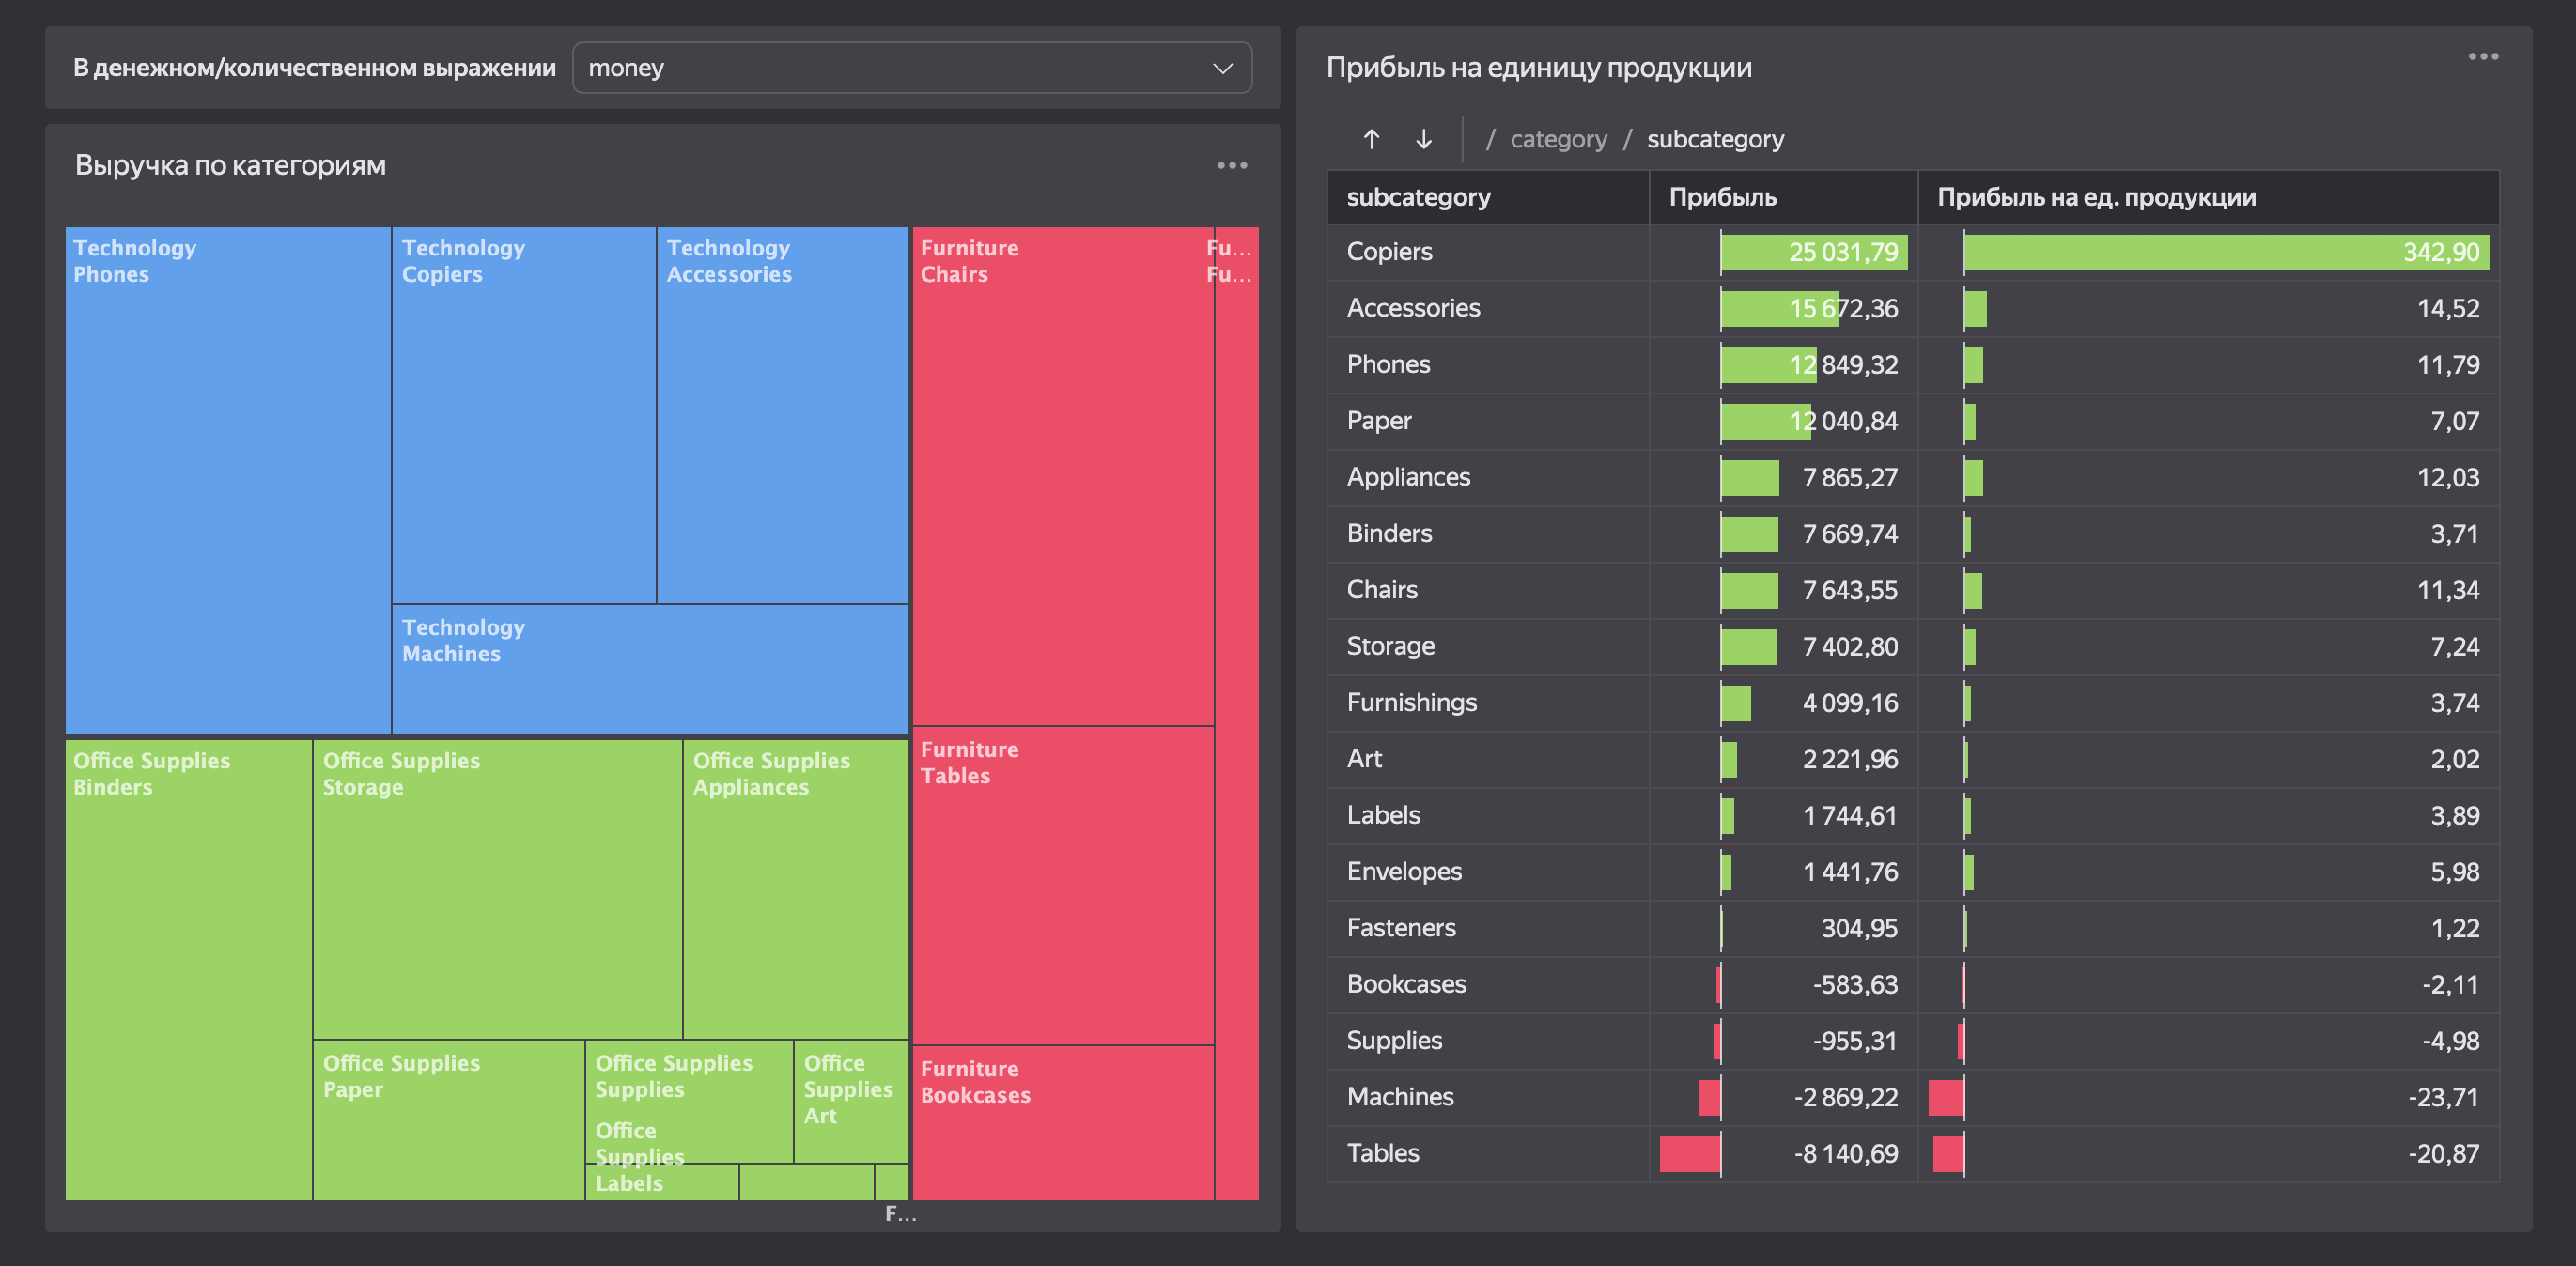 В денежном/количественном выражении money
Выручка по категориям
Technology
Phones
Technology
Copiers
Technology
Accessories
Technology
Machines
Furniture
Chairs
Fu...
Fu...
Furniture
Tables
Furniture
Bookcases
Office Supplies
Binders
Office Supplies
Storage
Office Supplies
Appliances
Office Supplies
Paper
Office Supplies
Supplies
Office
Supplies
Art
Office
Supplies
Labels
F...
Прибыль на единицу продукции
/ category / subcategory
subcategory Прибыль Прибыль на ед. продукции
Copiers 25 031,79 342,90
Accessories 15 672,36 14,52
Phones 12 849,32 11,79
Paper 12 040,84 7,07
Appliances 7 865,27 12,03
Binders 7 669,74 3,71
Chairs 7 643,55 11,34
Storage 7 402,80 7,24
Furnishings 4 099,16 3,74
Art 2 221,96 2,02
Labels 1 744,61 3,89
Envelopes 1 441,76 5,98
Fasteners 304,95 1,22
Bookcases -583,63 -2,11
Supplies -955,31 -4,98
Machines -2 869,22 -23,71
Tables -8 140,69 -20,87